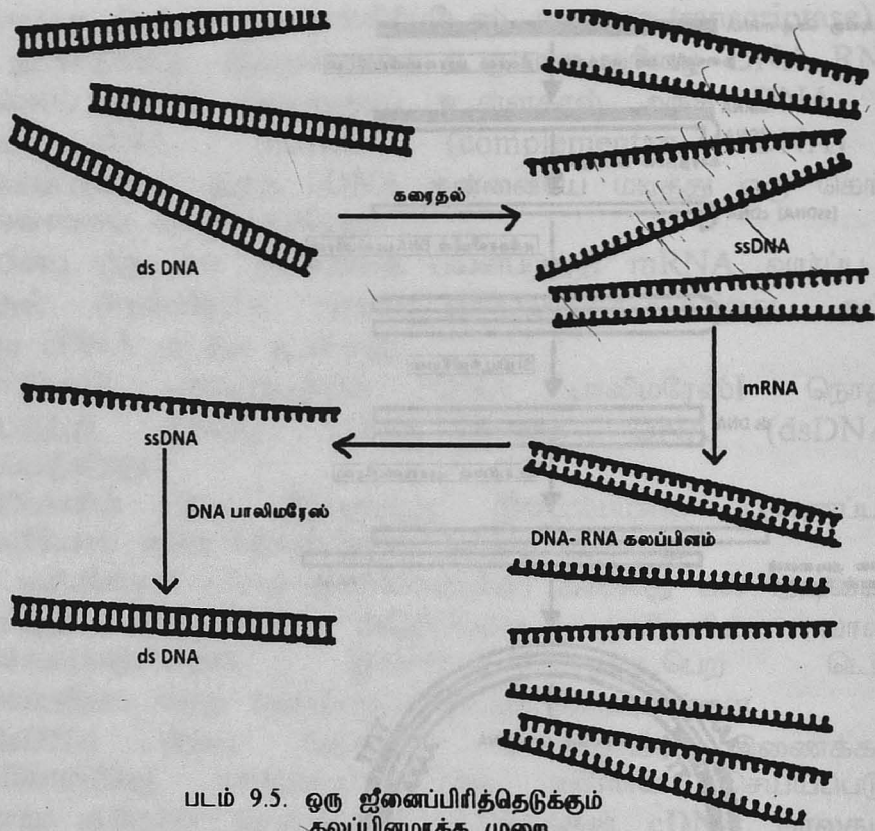 ds DNA
கரைதல்
ssDNA
mRNA
DNA- RNA கலப்பினம்
ssDNA
DNA பாலிமரேஸ்
ds DNA
படம் 9.5. ஒரு ஜீனைப்பிரித்தெடுக்கும்
கலப்பினமாக்க முறை